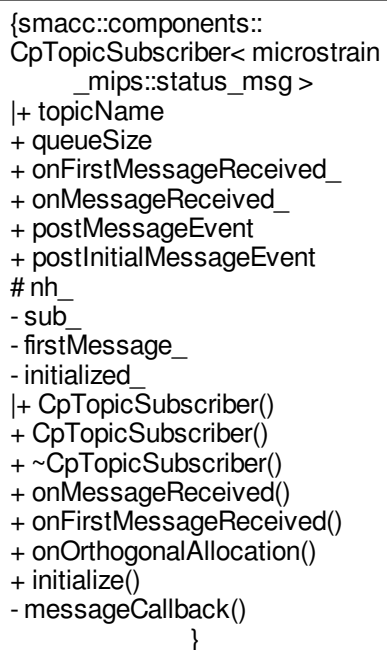 {smacc::components::
CpTopicSubscriber< microstrain
_mips::status_msg >
|+ topicName
+ queueSize
+ onFirstMessageReceived_
+ onMessageReceived_
+ postMessageEvent
+ postInitialMessageEvent
# nh_
- sub_
- firstMessage_
- initialized_
|+ CpTopicSubscriber()
+ CpTopicSubscriber()
+ ~CpTopicSubscriber()
+ onMessageReceived()
+ onFirstMessageReceived()
+ onOrthogonalAllocation()
+ initialize()
- messageCallback()
}